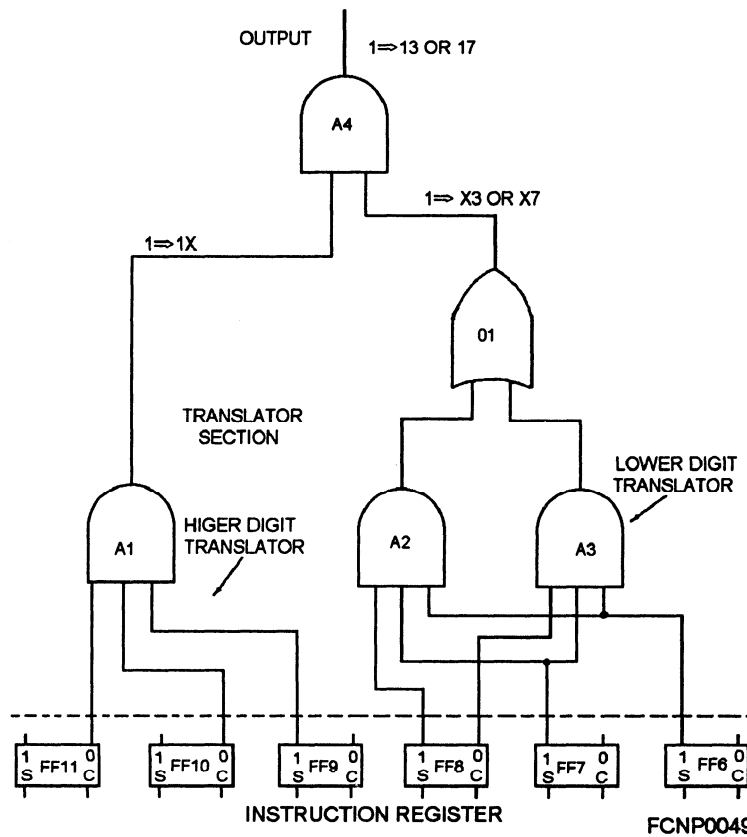 OUTPUT
1⇒13 OR 17
A4
1⇒ X3 OR X7
1⇒1X
01
TRANSLATOR
SECTION
LOWER DIGIT
TRANSLATOR
HIGER DIGIT
TRANSLATOR
A1
A2
A3
1 S FF11 0 C
1 S FF10 0 C
1 S FF9 0 C
1 S FF8 0 C
1 S FF7 0 C
1 S FF6 0 C
INSTRUCTION REGISTER
FCNP0049